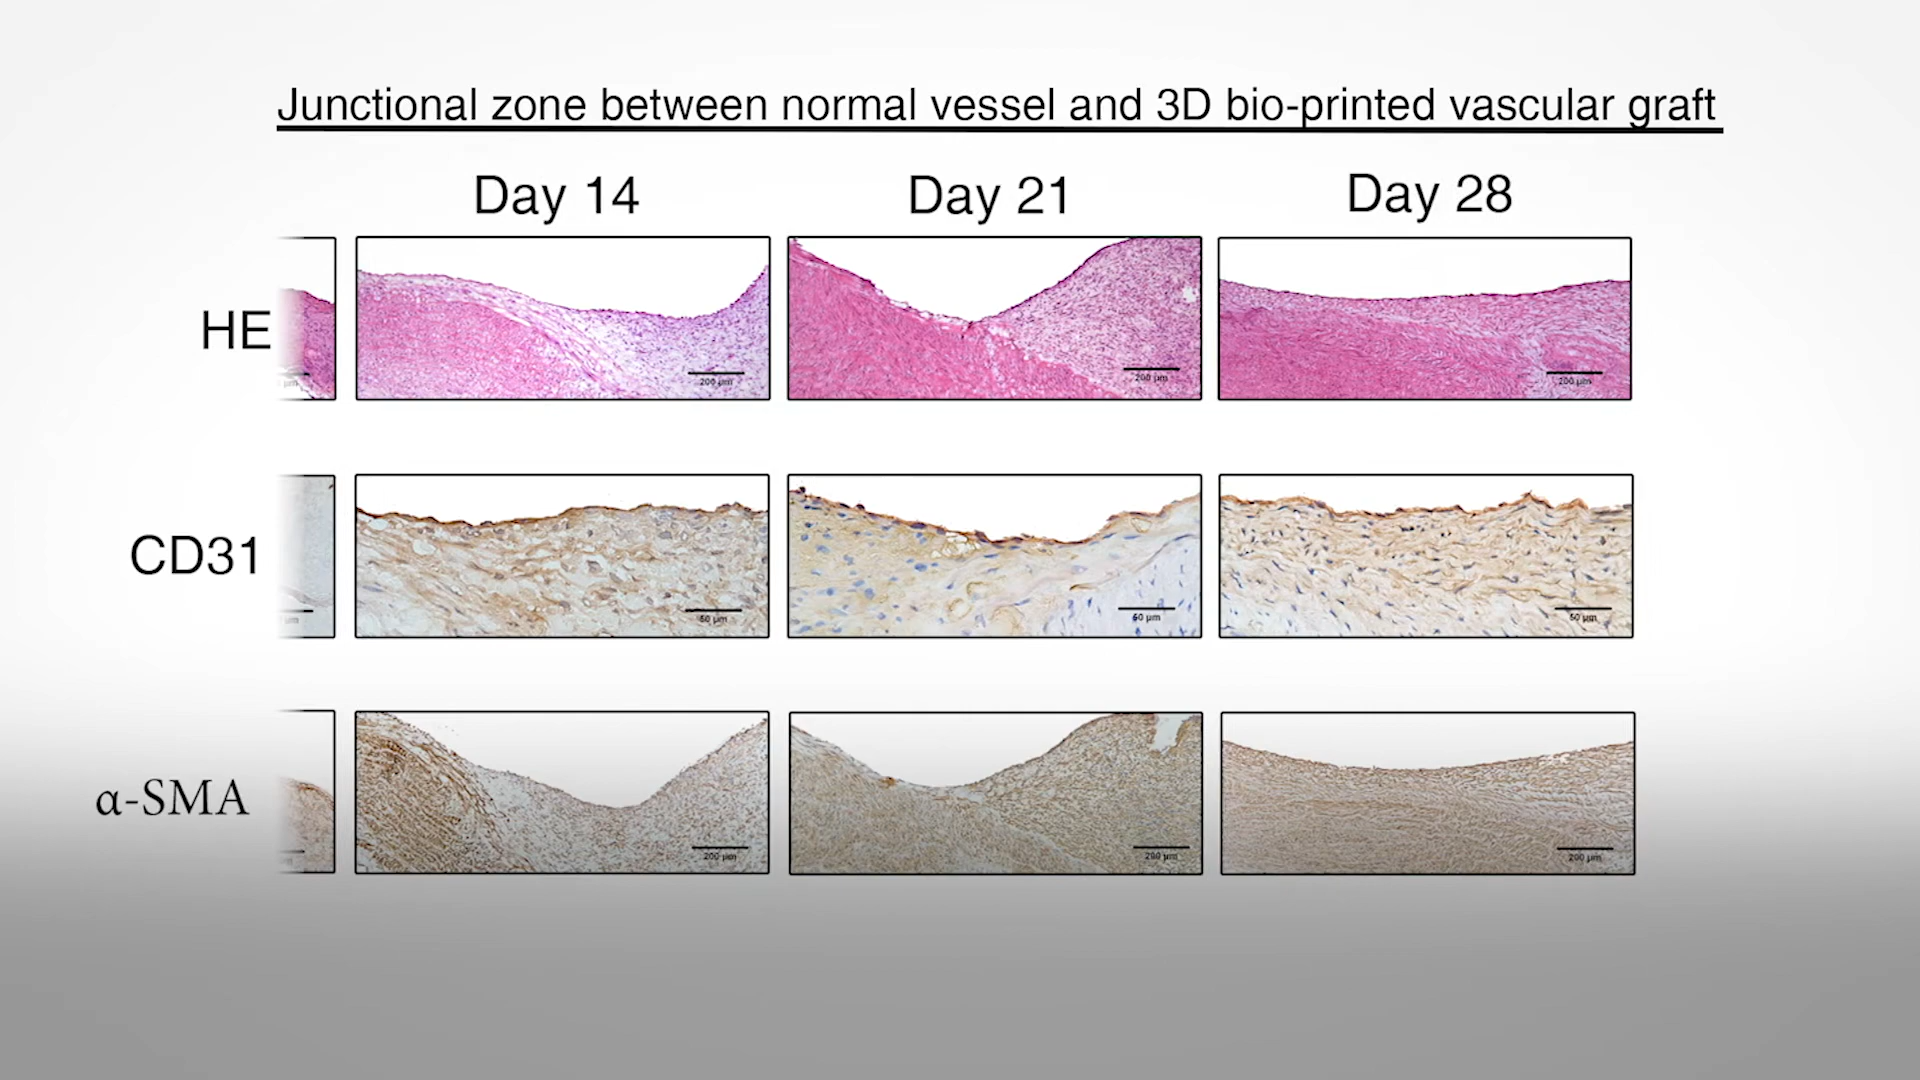 Junctional zone between normal vessel and 3D bio-printed vascular graft
Day 14 Day 21 Day 28
HE
μm 200 μm 200 μm 200 μm
CD31
μm 50 μm 50 μm 50 μm
α-SMA
200 μm 200 μm 200 μm